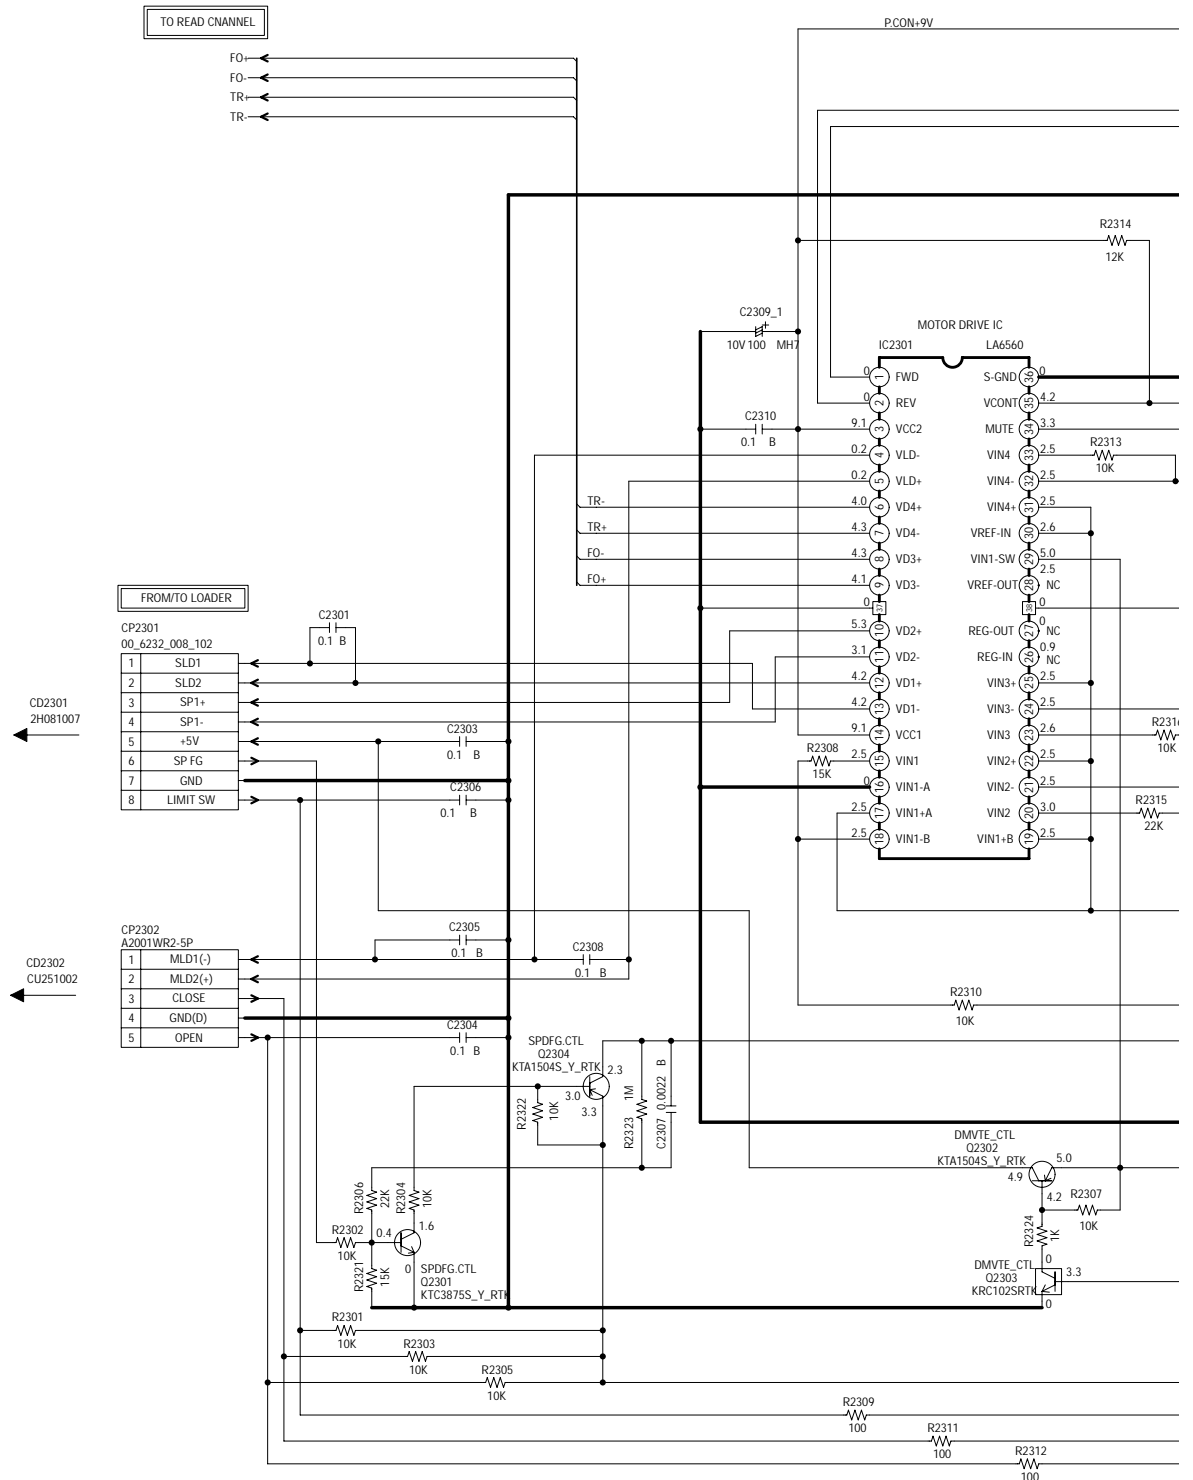 TO READ CNANNEL
P.CON+9V
FO+
FO-
TR+
TR-
R2314
12K
C2309_1
+
10V 100 MH7
MOTOR DRIVE IC
IC2301 LA6560
0 1 FWD
0 2 REV
9.1 3 VCC2
0.2 4 VLD-
0.2 5 VLD+
4.0 6 VD4+
4.3 7 VD4-
4.3 8 VD3+
4.1 9 VD3-
0 37
5.3 10 VD2+
3.1 11 VD2-
4.2 12 VD1+
4.2 13 VD1-
9.1 14 VCC1
2.5 15 VIN1
0 16 VIN1-A
2.5 17 VIN1+A
2.5 18 VIN1-B
S-GND 36 0
VCONT 35 4.2
MUTE 34 3.3
VIN4 33 2.5
VIN4- 32 2.5
VIN4+ 31 2.5
VREF-IN 30 2.6
VIN1-SW 29 5.0
VREF-OUT 28 2.5 NC
38 0
REG-OUT 27 0 NC
REG-IN 26 0.9 NC
VIN3+ 25 2.5
VIN3- 24 2.5
VIN3 23 2.6
VIN2+ 22 2.5
VIN2- 21 2.5
VIN2 20 3.0
VIN1+B 19 2.5
C2310
0.1 B
R2313
10K
TR-
TR+
FO-
FO+
FROM/TO LOADER
CP2301
00_6232_008_102
1 SLD1
2 SLD2
3 SP1+
4 SP1-
5 +5V
6 SP FG
7 GND
8 LIMIT SW
C2301
0.1 B
CD2301
2H081007
C2303
0.1 B
C2306
0.1 B
R2308
15K
R2316
10K
R2315
22K
CP2302
A2001WR2-5P
1 MLD1(-)
2 MLD2(+)
3 CLOSE
4 GND(D)
5 OPEN
CD2302
CU251002
C2305
0.1 B
C2308
0.1 B
C2304
0.1 B
R2310
10K
SPDFG.CTL
Q2304
KTA1504S_Y_RTK
2.3
3.0
3.3
R2322
10K
R2323
1M
C2307 0.0022 B
DMVTE_CTL
Q2302
KTA1504S_Y_RTK
5.0
4.9
4.2
R2307
10K
R2324
1K
R2306
22K
R2304
10K
R2302
10K
0.4
1.6
0
R2321
15K
SPDFG.CTL
Q2301
KTC3875S_Y_RTK
DMVTE_CTL
Q2303
KRC102SRTK
0
3.3
0
R2301
10K
R2303
10K
R2305
10K
R2309
100
R2311
100
R2312
100